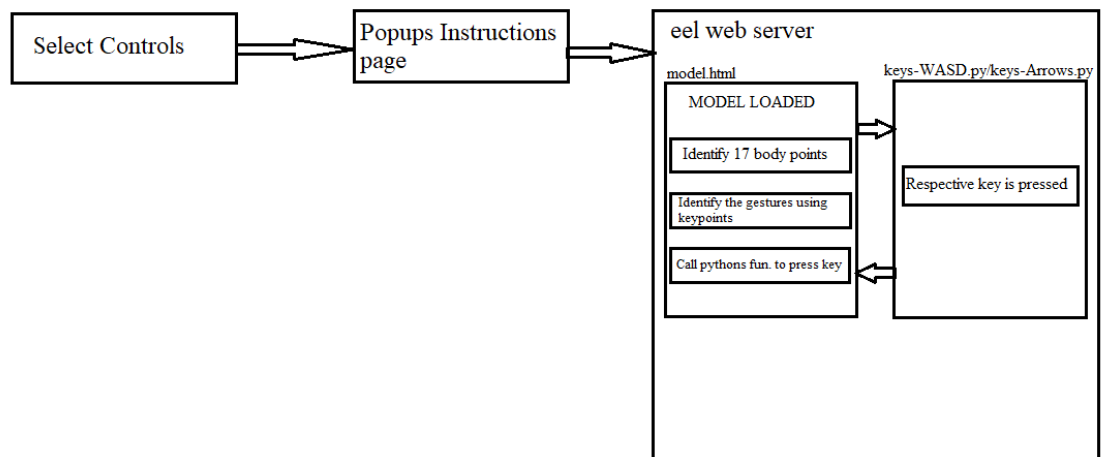 Select Controls
Popups Instructions
page
eel web server
model.html
keys-WASD.py/keys-Arrows.py
MODEL LOADED
Identify 17 body points
Identify the gestures using
keypoints
Call pythons fun. to press key
Respective key is pressed